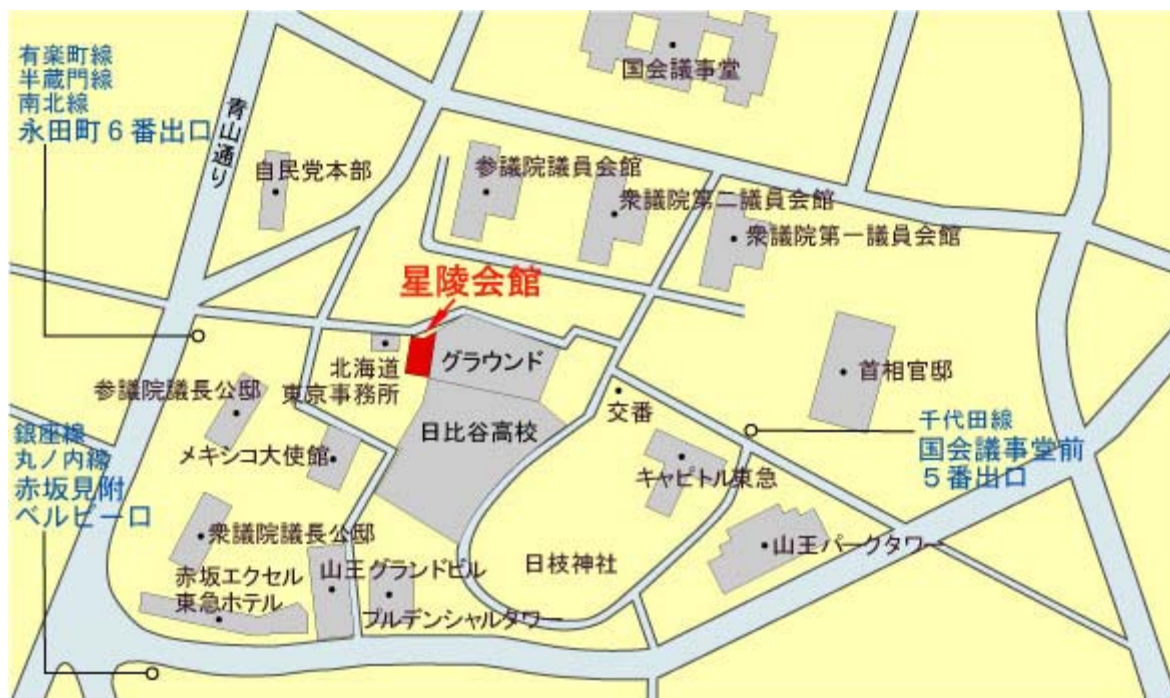 有楽町線
半蔵門線
南北線
永田町６番出口
青山通り
国会議事堂
自民党本部
参議院議員会館
衆議院第二議員会館
衆議院第一議員会館
星陵会館
北海道
東京事務所
グラウンド
首相官邸
参議院議長公邸
日比谷高校
交番
千代田線
国会議事堂前
５番出口
銀座線
丸ノ内線
赤坂見附
ベルビー口
メキシコ大使館
キャピトル東急
衆議院議長公邸
山王パークタワー
赤坂エクセル
東急ホテル
山王グランドビル
日枝神社
プルデンシャルタワー